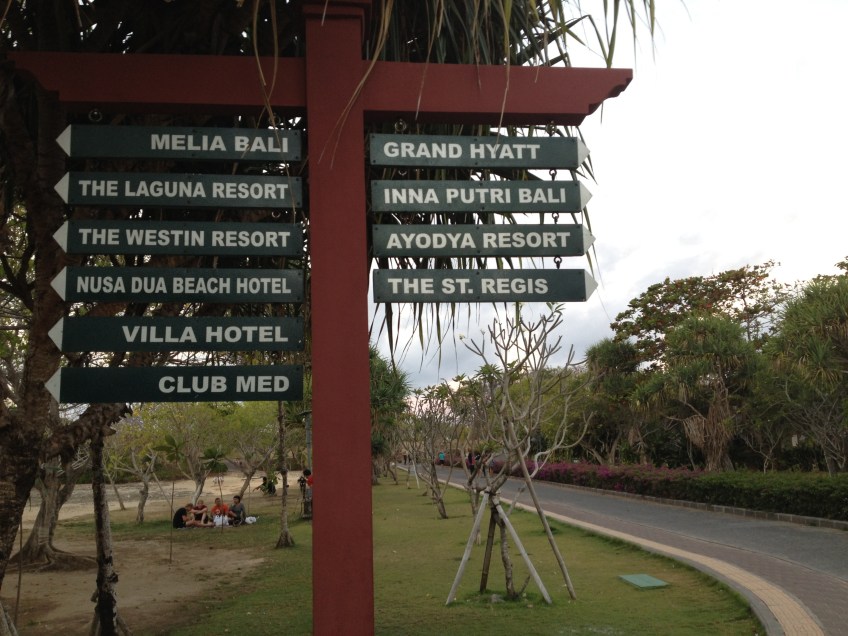 MELIA BALI
THE LAGUNA RESORT
THE WESTIN RESORT
NUSA DUA BEACH HOTEL
VILLA HOTEL
CLUB MED
GRAND HYATT
INNA PUTRI BALI
AYODYA RESORT
THE ST. REGIS